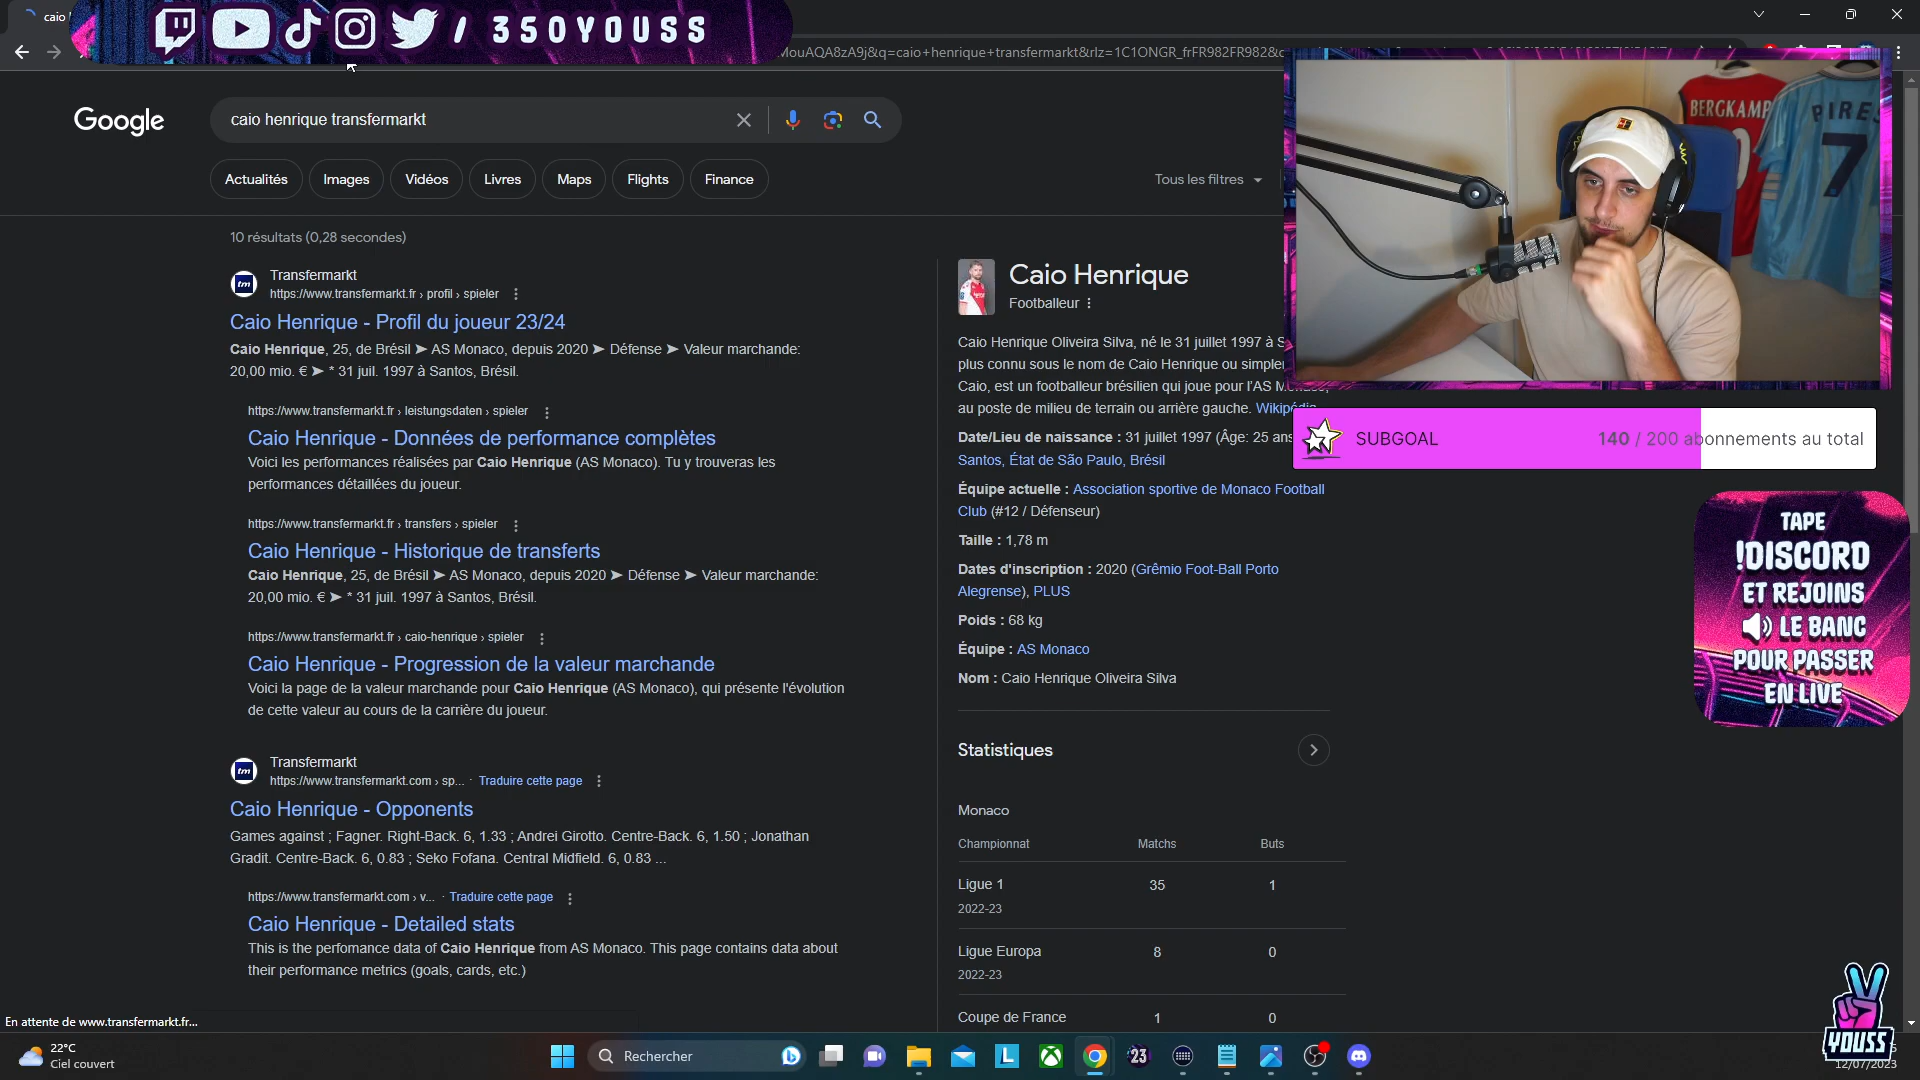 caio
/ 350YOUSS
MouAQA8zA9j&q=caio+henrique+transfermarkt&rlz=1C1ONGR_frFR982FR982&c
Google
caio henrique transfermarkt
Actualités
Images
Vidéos
Livres
Maps
Flights
Finance
Tous les filtres
10 résultats (0,28 secondes)
tm
Transfermarkt
https://www.transfermarkt.fr › profil › spieler
Caio Henrique - Profil du joueur 23/24
Caio Henrique, 25, de Brésil ➤ AS Monaco, depuis 2020 ➤ Défense ➤ Valeur marchande:
20,00 mio. € ➤ * 31 juil. 1997 à Santos, Brésil.
https://www.transfermarkt.fr › leistungsdaten › spieler
Caio Henrique - Données de performance complètes
Voici les performances réalisées par Caio Henrique (AS Monaco). Tu y trouveras les
performances détaillées du joueur.
https://www.transfermarkt.fr › transfers › spieler
Caio Henrique - Historique de transferts
Caio Henrique, 25, de Brésil ➤ AS Monaco, depuis 2020 ➤ Défense ➤ Valeur marchande:
20,00 mio. € ➤ * 31 juil. 1997 à Santos, Brésil.
https://www.transfermarkt.fr › caio-henrique › spieler
Caio Henrique - Progression de la valeur marchande
Voici la page de la valeur marchande pour Caio Henrique (AS Monaco), qui présente l'évolution
de cette valeur au cours de la carrière du joueur.
tm
Transfermarkt
https://www.transfermarkt.com › sp... · Traduire cette page
Caio Henrique - Opponents
Games against ; Fagner. Right-Back. 6, 1.33 ; Andrei Girotto. Centre-Back. 6, 1.50 ; Jonathan
Gradit. Centre-Back. 6, 0.83 ; Seko Fofana. Central Midfield. 6, 0.83 ...
https://www.transfermarkt.com › v... · Traduire cette page
Caio Henrique - Detailed stats
This is the perfomance data of Caio Henrique from AS Monaco. This page contains data about
their performance metrics (goals, cards, etc.)
En attente de www.transfermarkt.fr...
Caio Henrique
Footballeur
Caio Henrique Oliveira Silva, né le 31 juillet 1997 à S
plus connu sous le nom de Caio Henrique ou simple
Caio, est un footballeur brésilien qui joue pour l'AS
au poste de milieu de terrain ou arrière gauche. Wikipédia
Date/Lieu de naissance : 31 juillet 1997 (Âge: 25 ans
Santos, État de São Paulo, Brésil
Équipe actuelle : Association sportive de Monaco Football
Club (#12 / Défenseur)
Taille : 1,78 m
Dates d'inscription : 2020 (Grêmio Foot-Ball Porto
Alegrense), PLUS
Poids : 68 kg
Équipe : AS Monaco
Nom : Caio Henrique Oliveira Silva
Statistiques
Monaco
Championnat Matchs Buts
Ligue 1 35 1
2022-23
Ligue Europa 8 0
2022-23
Coupe de France 1 0
BERGKAMP
PIRES
7
SUBGOAL 140 / 200 abonnements au total
TAPE
!DISCORD
ET REJOINS
LE BANC
POUR PASSER
EN LIVE
YOUSS
22°C
Ciel couvert
Rechercher
L
23
12/07/2023